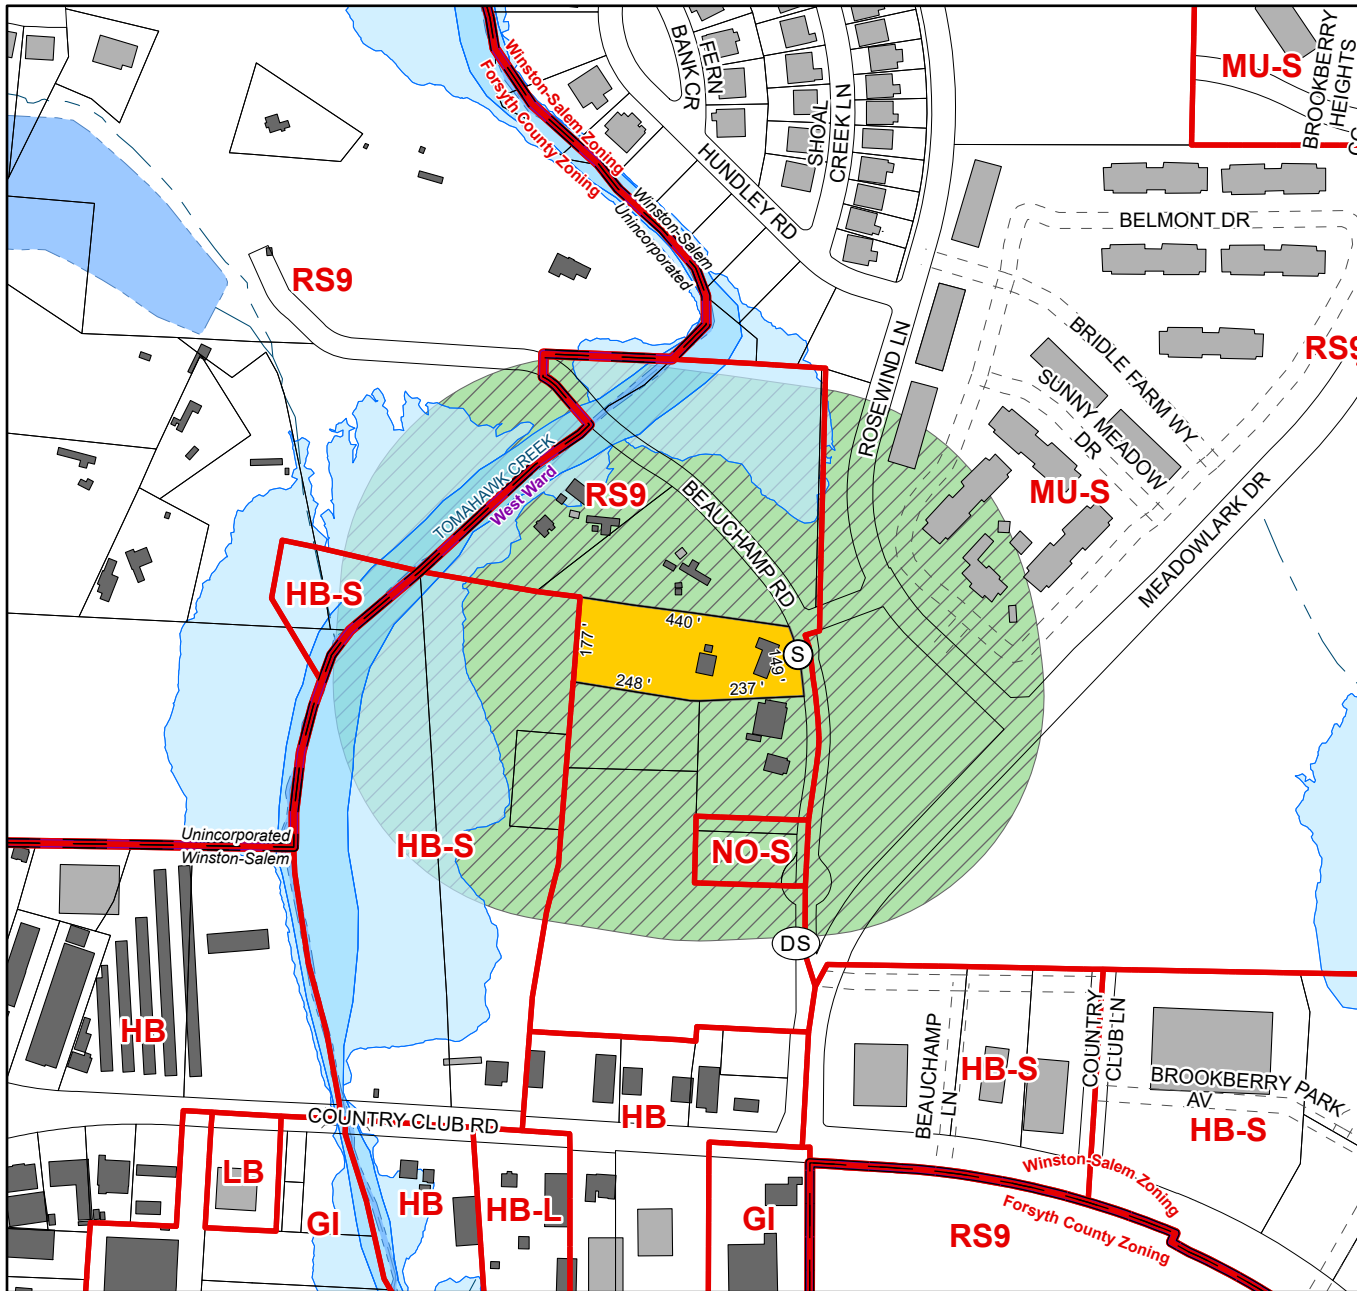 Winston-Salem Zoning
Forsyth County Zoning
FERN
BANK CR
SHOAL
CREEK LN
MU-S
BROOKBERRY
HEIGHTS
HUNDLEY RD
Winston-Salem
Unincorporated
BELMONT DR
RS9
ROSEWIND LN
BRIDLE FARM WY
SUNNY MEADOW
DR
RS9
MEADOWLARK DR
MU-S
TOMAHAWK CREEK
West Ward
RS9
BEAUCHAMP RD
HB-S
440 '
177 '
149 '
S
248 '
237 '
Unincorporated
Winston-Salem
HB-S
NO-S
DS
HB
BEAUCHAMP
LN
HB-S
COUNTRY
CLUB LN
BROOKBERRY PARK
AV
HB-S
COUNTRY CLUB RD
HB
LB
GI
HB
HB-L
GI
Winston-Salem Zoning
Forsyth County Zoning
RS9